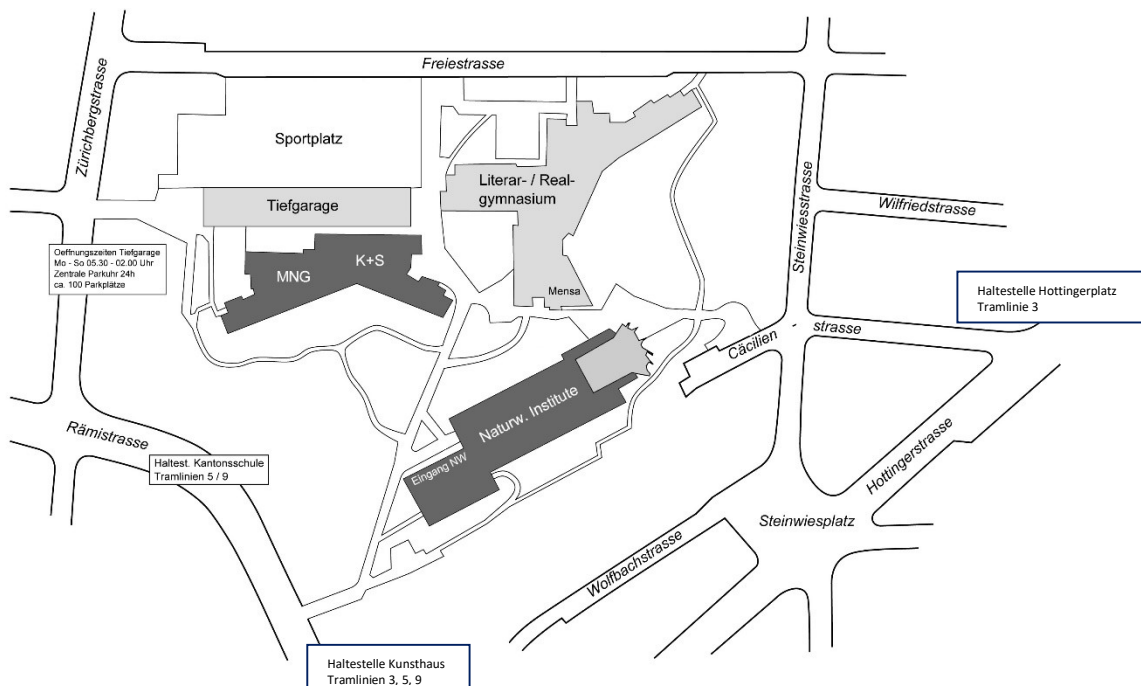 Freiestrasse
Zürichbergstrasse
Sportplatz
Literar- / Real-
gymnasium
Tiefgarage
Wilfriedstrasse
Steinwiesstrasse
Oeffnungszeiten Tiefgarage
Mo - So 05.30 - 02.00 Uhr
Zentrale Parkuhr 24h
ca. 100 Parkplätze
K+S
MNG
Mensa
Haltestelle Hottingerplatz
Tramlinie 3
Cäcilien - strasse
Naturw. Institute
Rämistrasse
Haltest. Kantonsschule
Tramlinien 5 / 9
Eingang NW
Hottingerstrasse
Steinwiesplatz
Wolfbachstrasse
Haltestelle Kunsthaus
Tramlinien 3, 5, 9